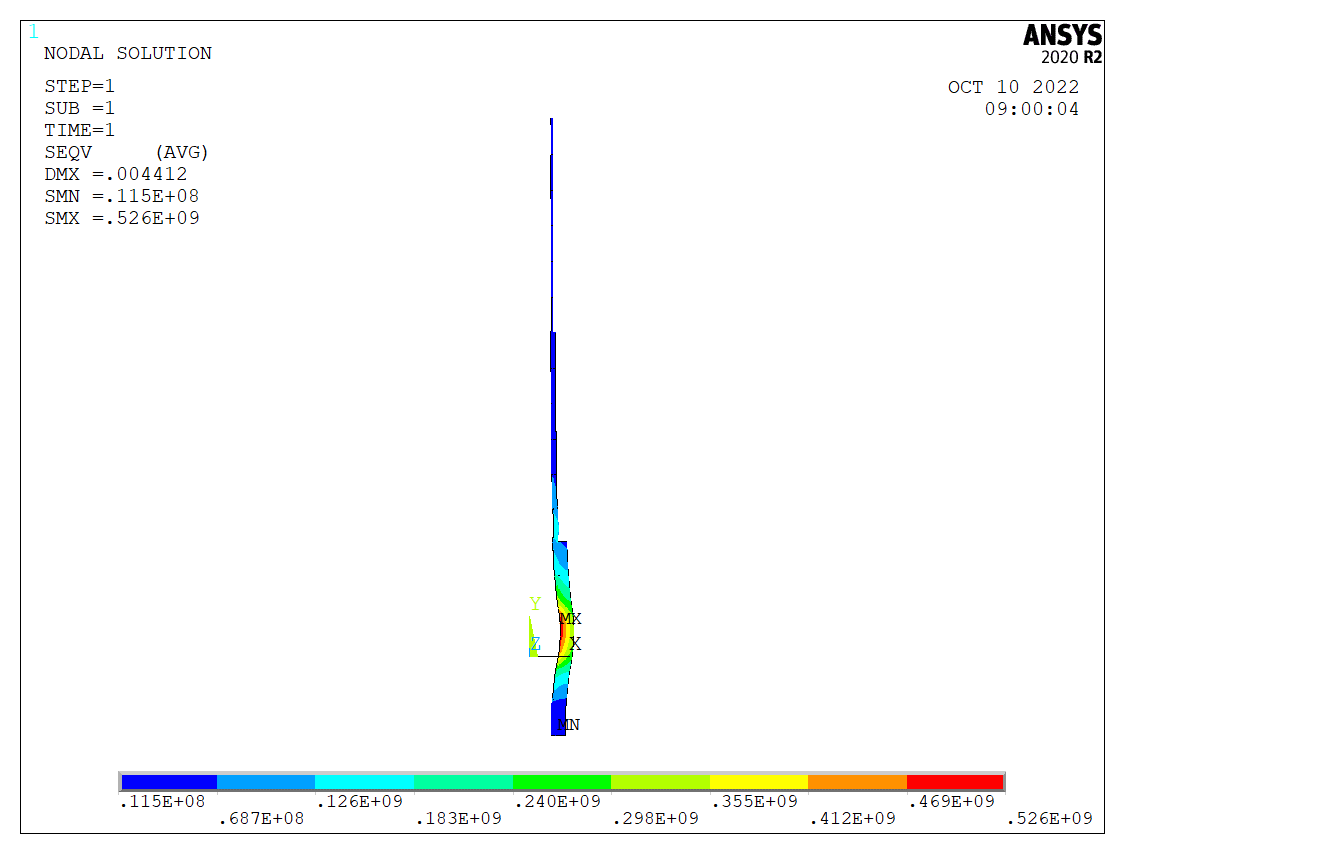 1
ANSYS
2020 R2
NODAL SOLUTION
STEP=1
SUB =1
TIME=1
SEQV (AVG)
DMX =.004412
SMN =.115E+08
SMX =.526E+09
OCT 10 2022
09:00:04
Y
MX
Z X
MN
.115E+08 .126E+09 .240E+09 .355E+09 .469E+09
.687E+08 .183E+09 .298E+09 .412E+09 .526E+09